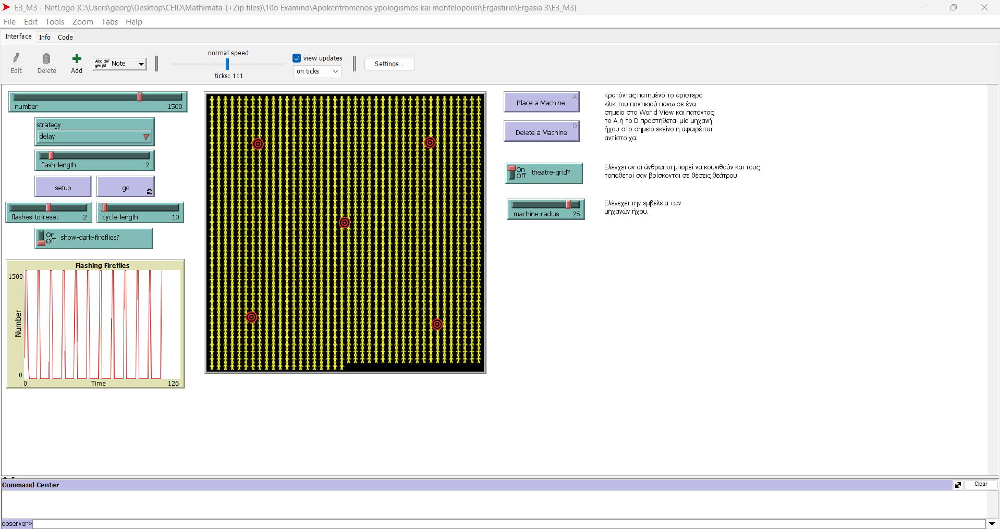 E3_M3 - NetLogo {C:\Users\georg\Desktop\CEID\Mathimata-(+Zip files)\10o Examino\Apokentromenos ypologismos kai montelopoiisi\Ergastirio\Ergasia 3\E3_M3}
File Edit Tools Zoom Tabs Help
Interface Info Code
Edit
Delete
Add
Abc def
ghi jkl
Note
normal speed
ticks: 111
view updates
on ticks
Settings...
number 1500
strategy
delay
flash-length 2
setup
go
flashes-to-reset 2
cycle-length 10
On
Off
show-dark-fireflies?
Flashing Fireflies
1500
Number
0
0 Time 126
A
Place a Machine
D
Delete a Machine
Κρατόντας πατημένο το αριστερό
κλικ του ποντικιού πάνω σε ένα
σημείο στο World View και πατόντας
το A ή το D προστήθεται μία μηχανή
ήχου στο σημείο εκείνο ή αφαιρέιται
αντίστοιχα.
On
Off
theatre-grid?
Ελέγχει αν οι άνθρωποι μπορεί να κουνιθούν και τους
τοποθετοί σαν βρίσκονται σε θέσεις θεάτρου.
machine-radius 25
Ελέγεχει την εμβέλεια των
μηχανών ήχου.
Command Center
Clear
observer>